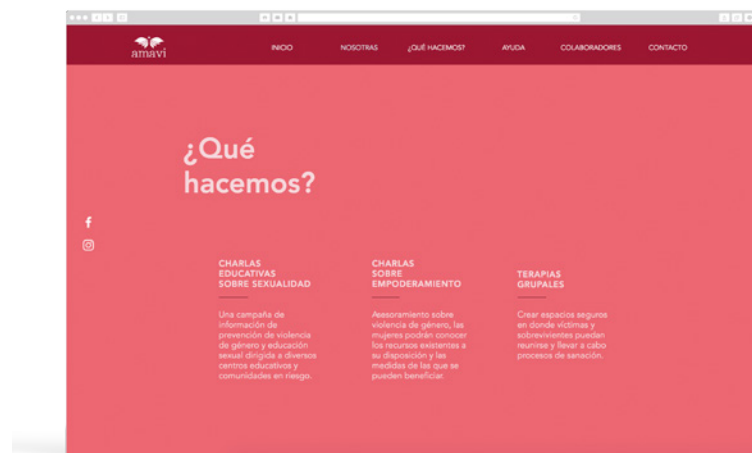 amavi
INICIO
NOSOTRAS
¿QUÉ HACEMOS?
AYUDA
COLABORADORES
CONTACTO
¿Qué
hacemos?
CHARLAS
EDUCATIVAS
SOBRE SEXUALIDAD
Una campaña de
información de
prevención de violencia
de género y educación
sexual dirigida a diversos
centros educativos y
comunidades en riesgo.
CHARLAS
SOBRE
EMPODERAMIENTO
Asesoramiento sobre
violencia de género, las
mujeres podrán conocer
los recursos existentes a
su disposición y las
medidas de las que se
pueden beneficiar.
TERAPIAS
GRUPALES
Crear espacios seguros
en donde víctimas y
sobrevivientes puedan
reunirse y llevar a cabo
procesos de sanación.